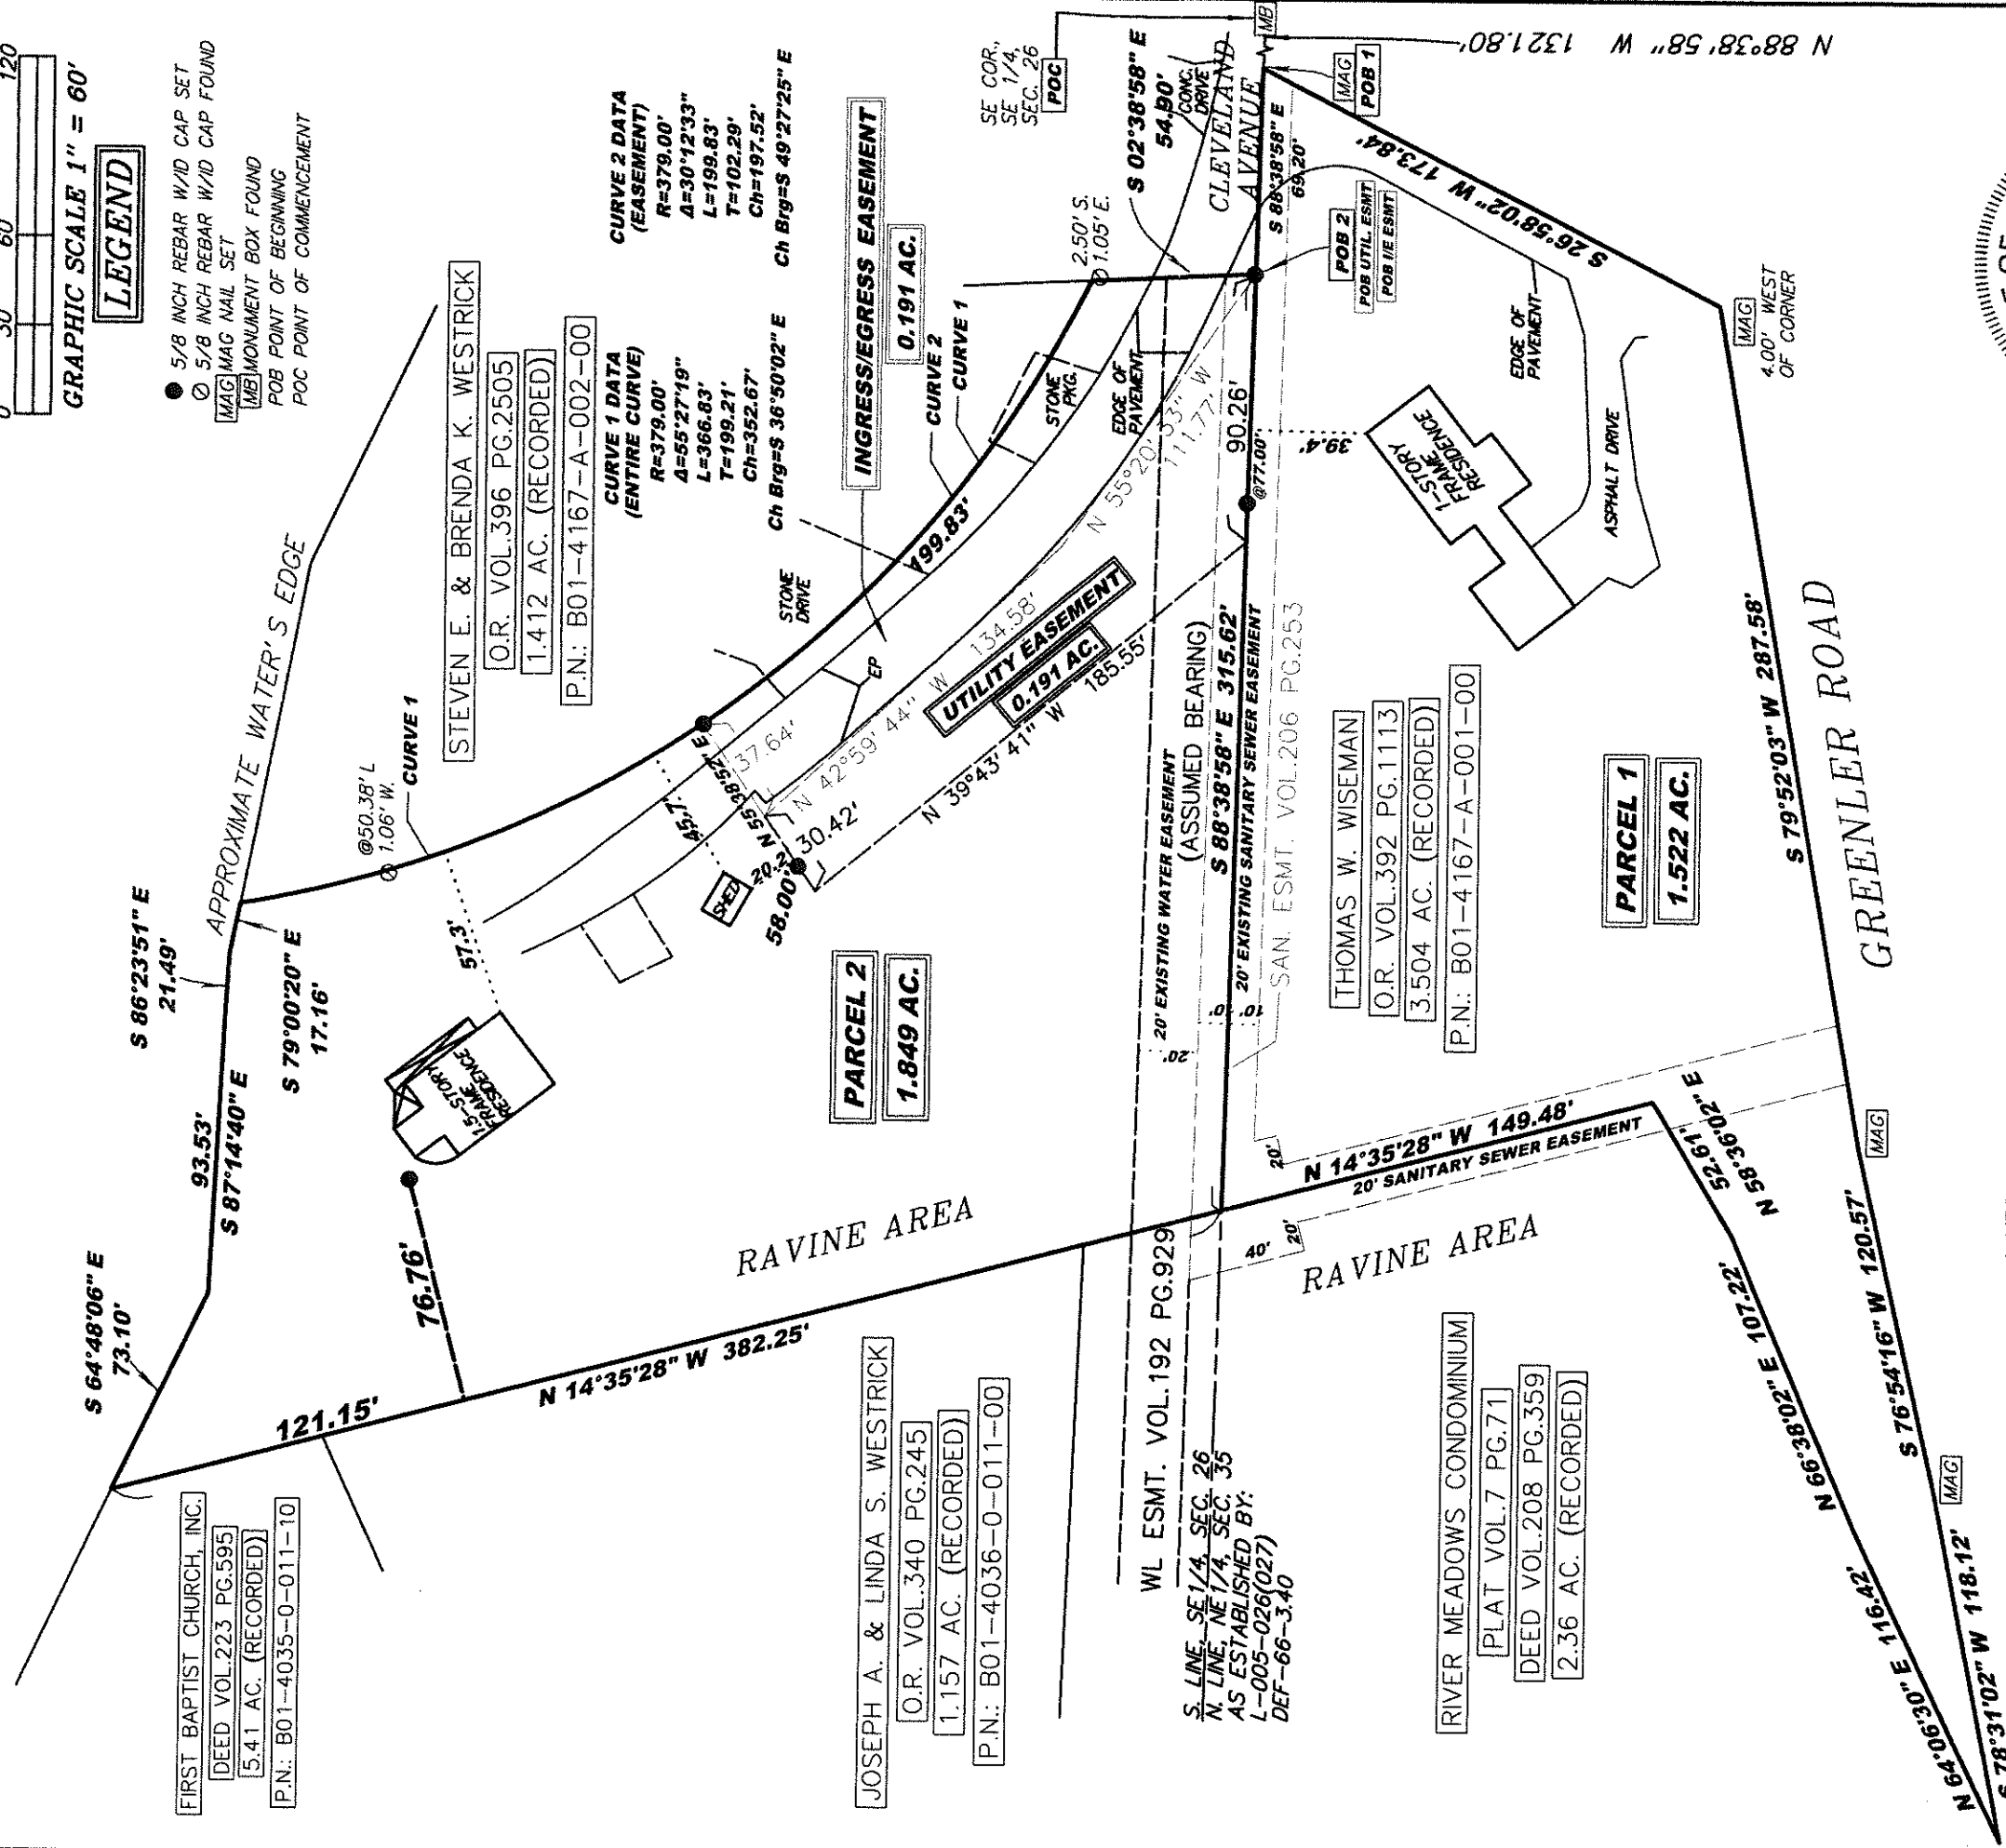 0 30 60 120
GRAPHIC SCALE 1" = 60'
LEGEND
5/8 INCH REBAR W/ID CAP SET
5/8 INCH REBAR W/ID CAP FOUND
MAG MAG NAIL SET
MB MONUMENT BOX FOUND
POB POINT OF BEGINNING
POC POINT OF COMMENCEMENT
S 64°48'06" E
73.10'
93.53'
S 87°14'40" E
S 86°23'51" E
21.49'
S 79°00'20" E
17.16'
APPROXIMATE WATER'S EDGE
@50.38' L
1.06' W.
CURVE 1
STEVEN E. & BRENDA K. WESTRICK
O.R. VOL.396 PG.2505
1.412 AC. (RECORDED)
P.N.: B01-4167-A-002-00
CURVE 1 DATA
(ENTIRE CURVE)
R=379.00'
Δ=55°27'19"
L=366.83'
T=199.21'
Ch=352.67'
Ch Brg=S 36°50'02" E
CURVE 2 DATA
(EASEMENT)
R=379.00'
Δ=30°12'33"
L=199.83'
T=102.29'
Ch=197.52'
Ch Brg=S 49°27'25" E
INGRESS/EGRESS EASEMENT
0.191 AC.
CURVE 2
CURVE 1
SE COR.,
SE 1/4,
SEC. 26
POC
MB
N 88°38'58" W 1321.80'
S 02°38'58" E
54.90'
CONC.
DRIVE
CLEVELAND
AVENUE
2.50' S.
1.05' E.
S 88°38'58" E
69.20'
MAG
POB 1
POB 2
POB UTIL. ESMT
POB I/E ESMT
S 26°58'02" W 173.84'
MAG
4.00' WEST
OF CORNER
EDGE OF
PAVEMENT
ASPHALT DRIVE
1-STORY
FRAME
RESIDENCE
39.4'
@77.00'
90.26'
STONE
PKG.
EDGE OF
PAVEMENT
N 55°20'33" W
111.77'
199.83'
STONE
DRIVE
EP
N 42°59'44" W 134.58'
UTILITY EASEMENT
0.191 AC.
N 39°43'41" W 185.55'
37.64'
N 55°38'52" E
45.7'
20.2'
30.42'
58.00'
SHED
57.3'
1.5-STORY
FRAME
RESIDENCE
76.76'
121.15'
N 14°35'28" W 382.25'
RAVINE AREA
PARCEL 2
1.849 AC.
20' EXISTING WATER EASEMENT
(ASSUMED BEARING)
S 88°38'58" E 315.62'
20' EXISTING SANITARY SEWER EASEMENT
SAN. ESMT. VOL.206 PG.253
20'
10' 10'
THOMAS W. WISEMAN
O.R. VOL.392 PG.1113
3.504 AC. (RECORDED)
P.N.: B01-4167-A-001-00
PARCEL 1
1.522 AC.
S 79°52'03" W 287.58'
GREENLER ROAD
N 14°35'28" W 149.48'
20' SANITARY SEWER EASEMENT
20'
40'
20'
RAVINE AREA
52.61'
N 58°36'02" E
MAG
N 66°38'02" E 107.22'
S 76°54'16" W 120.57'
MAG
N 64°06'30" E 116.42'
S 78°31'02" W 118.12'
FIRST BAPTIST CHURCH, INC.
DEED VOL.223 PG.595
5.41 AC. (RECORDED)
P.N.: B01-4035-0-011-10
JOSEPH A. & LINDA S. WESTRICK
O.R. VOL.340 PG.245
1.157 AC. (RECORDED)
P.N.: B01-4036-0-011-00
WL ESMT. VOL.192 PG.929
S. LINE, SE 1/4, SEC. 26
N. LINE, NE 1/4, SEC. 35
AS ESTABLISHED BY:
L-005-026(027)
DEF-66-3.40
RIVER MEADOWS CONDOMINIUM
PLAT VOL.7 PG.71
DEED VOL.208 PG.359
2.36 AC. (RECORDED)